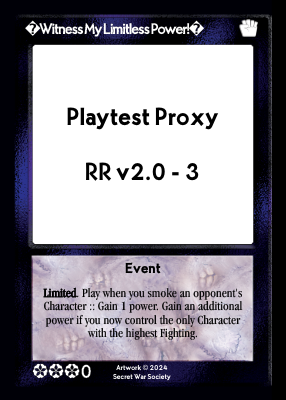 �Witness My Limitless Power!�
Playtest Proxy
RR v2.0 - 3
Event
Limited. Play when you smoke an opponent's
Character :: Gain 1 power. Gain an additional
power if you now control the only Character
with the highest Fighting.
0
Artwork © 2024
Secret War Society